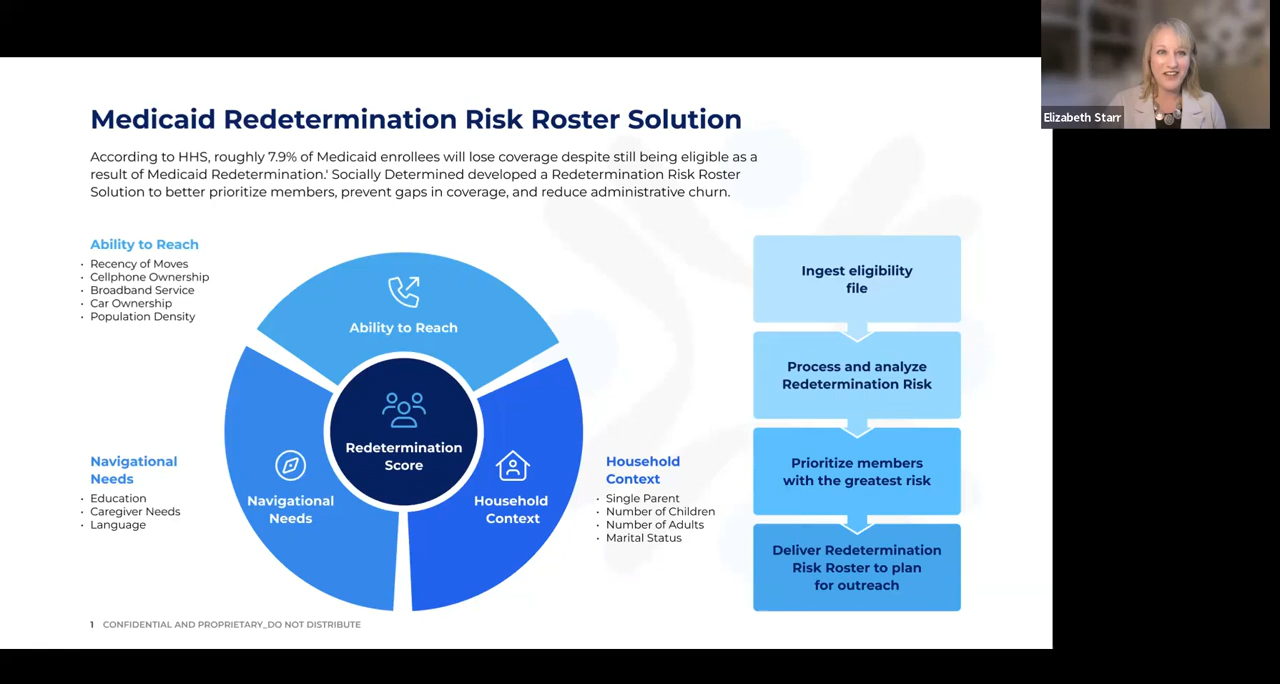 Elizabeth Starr
Medicaid Redetermination Risk Roster Solution
According to HHS, roughly 7.9% of Medicaid enrollees will lose coverage despite still being eligible as a
result of Medicaid Redetermination.' Socially Determined developed a Redetermination Risk Roster
Solution to better prioritize members, prevent gaps in coverage, and reduce administrative churn.
Ability to Reach
· Recency of Moves
· Cellphone Ownership
· Broadband Service
· Car Ownership
· Population Density
Ability to Reach
Redetermination
Score
Navigational
Needs
· Education
· Caregiver Needs
· Language
Navigational
Needs
Household
Context
Household
Context
· Single Parent
· Number of Children
· Number of Adults
· Marital Status
Ingest eligibility
file
Process and analyze
Redetermination Risk
Prioritize members
with the greatest risk
Deliver Redetermination
Risk Roster to plan
for outreach
1 CONFIDENTIAL AND PROPRIETARY_DO NOT DISTRIBUTE